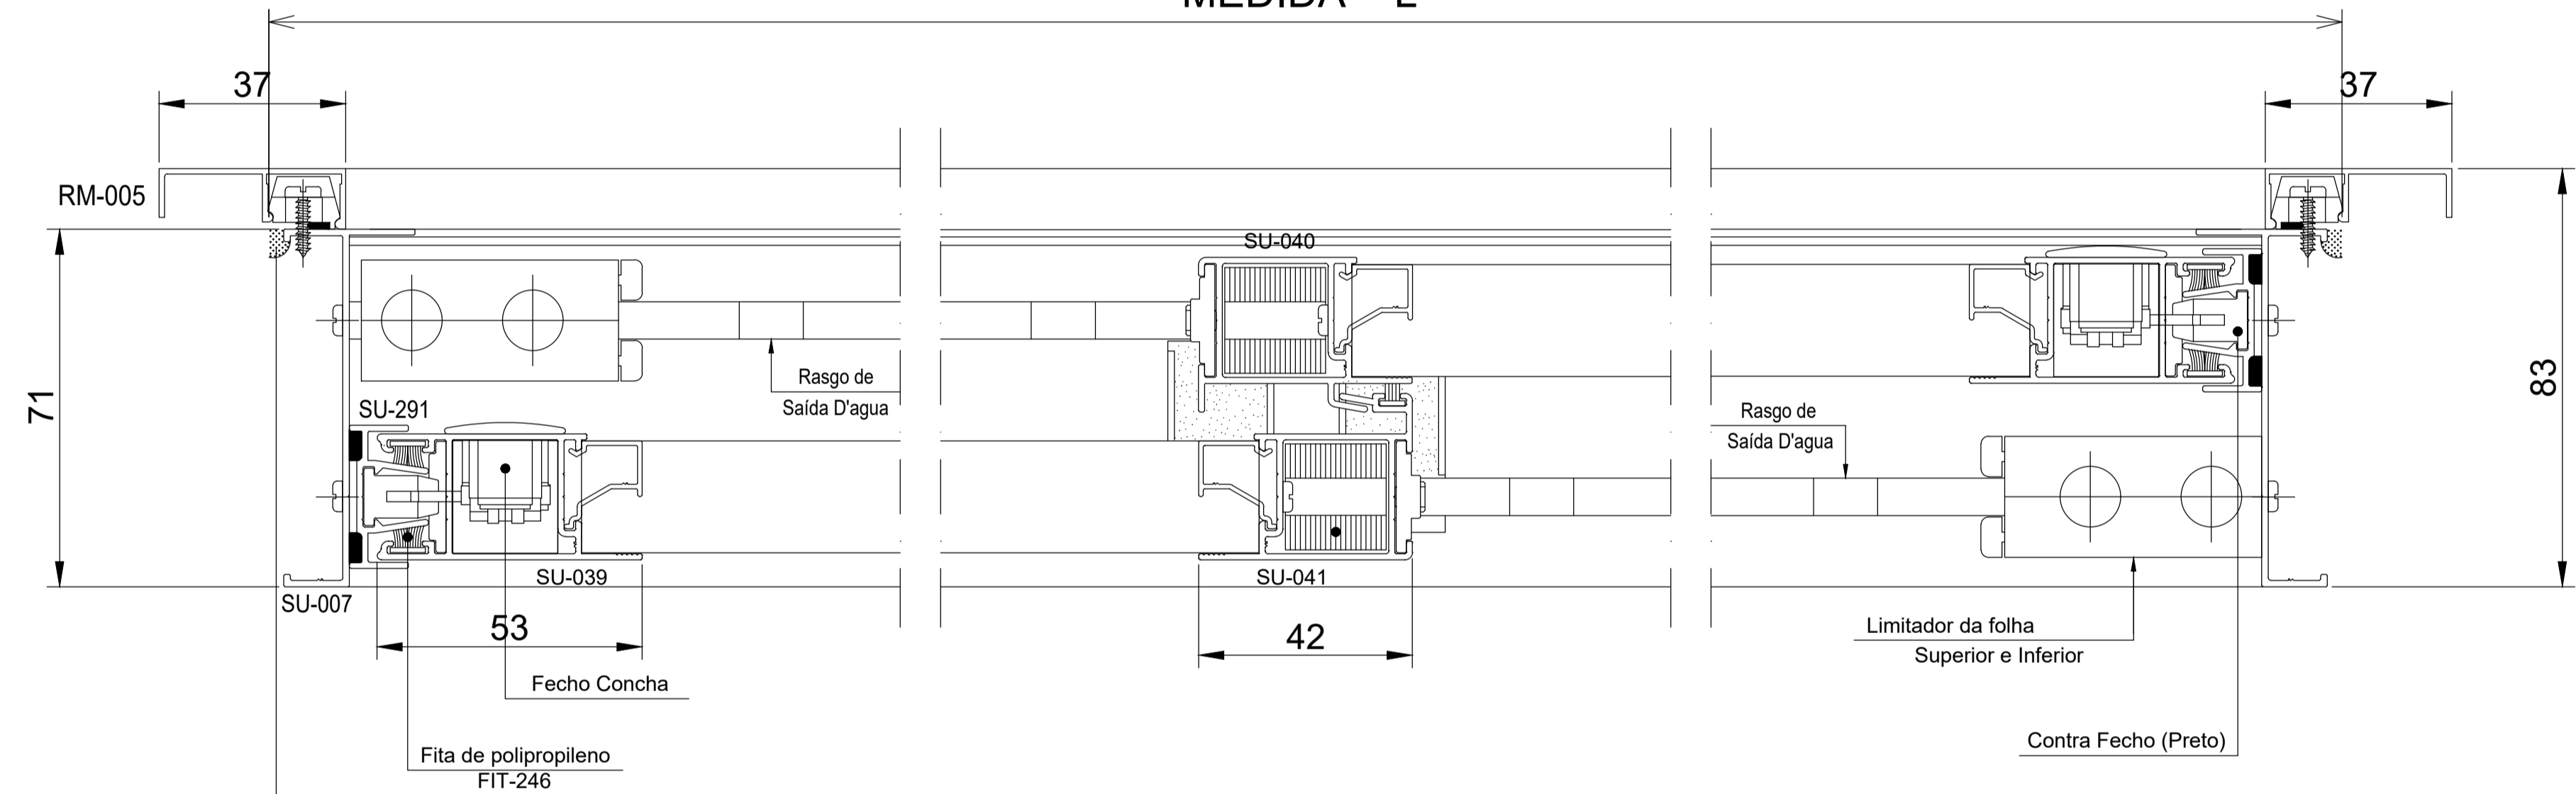 MEDIDA L
37
37
RM-005
SU-040
71
83
Rasgo de
Saída D'agua
Rasgo de
Saída D'agua
SU-291
SU-039
SU-041
SU-007
53
42
Limitador da folha
Superior e Inferior
Fecho Concha
Contra Fecho (Preto)
Fita de polipropileno
FIT-246